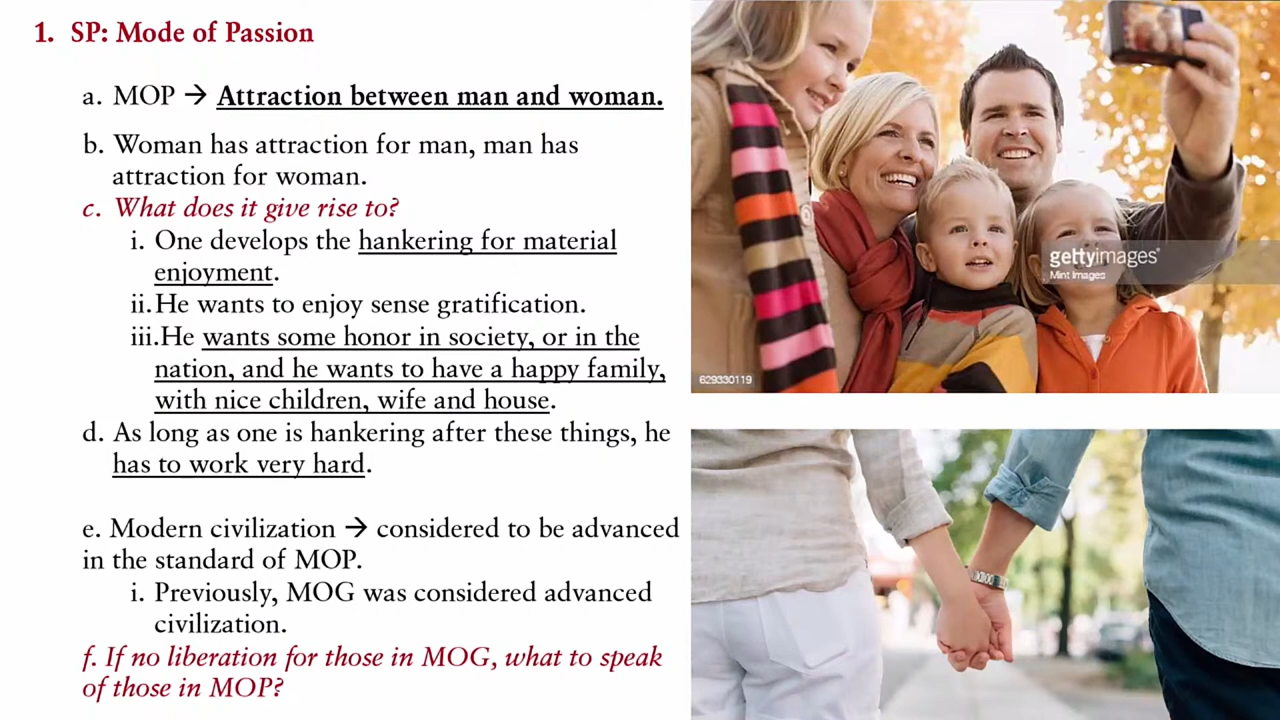 1. SP: Mode of Passion
a. MOP → Attraction between man and woman.
b. Woman has attraction for man, man has
attraction for woman.
c. What does it give rise to?
i. One develops the hankering for material
enjoyment.
ii. He wants to enjoy sense gratification.
iii. He wants some honor in society, or in the
nation, and he wants to have a happy family,
with nice children, wife and house.
d. As long as one is hankering after these things, he
has to work very hard.
e. Modern civilization → considered to be advanced
in the standard of MOP.
i. Previously, MOG was considered advanced
civilization.
f. If no liberation for those in MOG, what to speak
of those in MOP?
gettyimages®
Mint Images
629330119